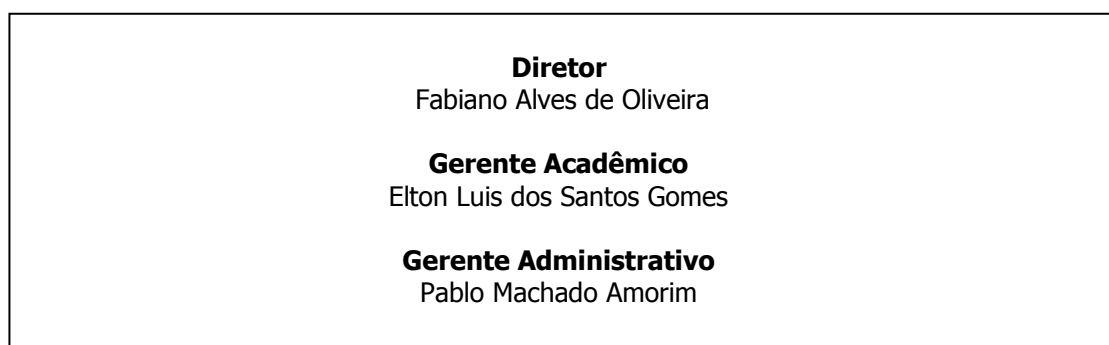 Diretor
Fabiano Alves de Oliveira
Gerente Acadêmico
Elton Luis dos Santos Gomes
Gerente Administrativo
Pablo Machado Amorim